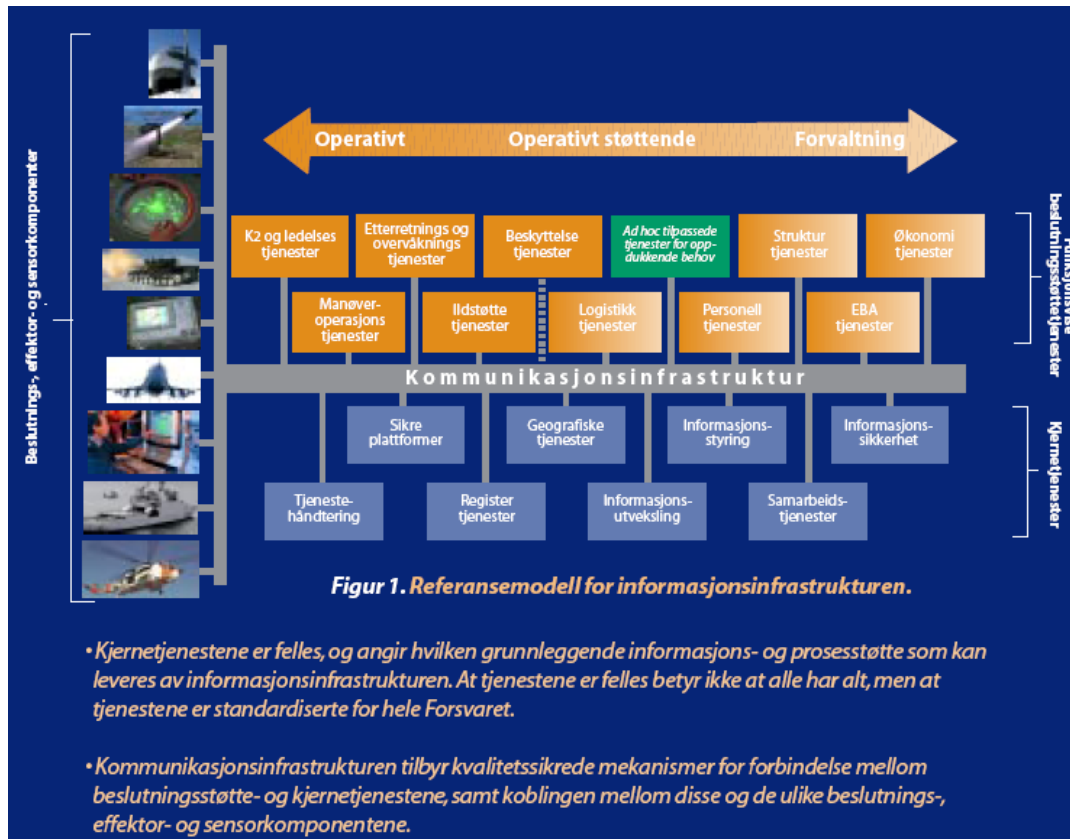 Beslutnings-, effektor- og sensorkomponenter
Operativt
Operativt støttende
Forvaltning
K2 og ledelses
tjenester
Etterretnings og
overvåknings
tjenester
Beskyttelse
tjenester
Ad hoc tilpassede
tjenester for opp-
dukkende behov
Struktur
tjenester
Økonomi
tjenester
Manøver-
operasjons
tjenester
Ildstøtte
tjenester
Logistikk
tjenester
Personell
tjenester
EBA
tjenester
beslutningsstøttetjenester
Kommunikasjonsinfrastruktur
Sikre
plattformer
Geografiske
tjenester
Informasjons-
styring
Informasjons-
sikkerhet
Tjeneste-
håndtering
Register
tjenester
Informasjons-
utveksling
Samarbeids-
tjenester
Kjernetjenester
Figur 1. Referansemodell for informasjonsinfrastrukturen.
• Kjernetjenestene er felles, og angir hvilken grunnleggende informasjons- og prosesstøtte som kan
leveres av informasjonsinfrastrukturen. At tjenestene er felles betyr ikke at alle har alt, men at
tjenestene er standardiserte for hele Forsvaret.
• Kommunikasjonsinfrastrukturen tilbyr kvalitetssikrede mekanismer for forbindelse mellom
beslutningsstøtte- og kjernetjenestene, samt koblingen mellom disse og de ulike beslutnings-,
effektor- og sensorkomponentene.